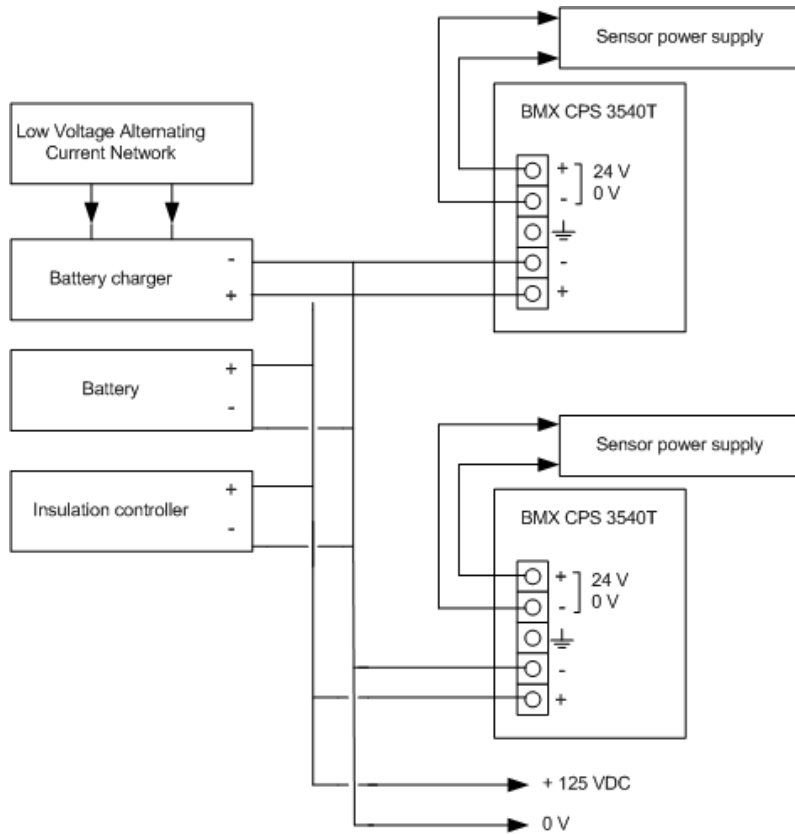 Sensor power supply
BMX CPS 3540T
+ 24 V
- 0 V
-
+
Low Voltage Alternating
Current Network
Battery charger
-
+
Battery
+
-
Insulation controller
+
-
Sensor power supply
BMX CPS 3540T
+ 24 V
- 0 V
-
+
+ 125 VDC
0 V